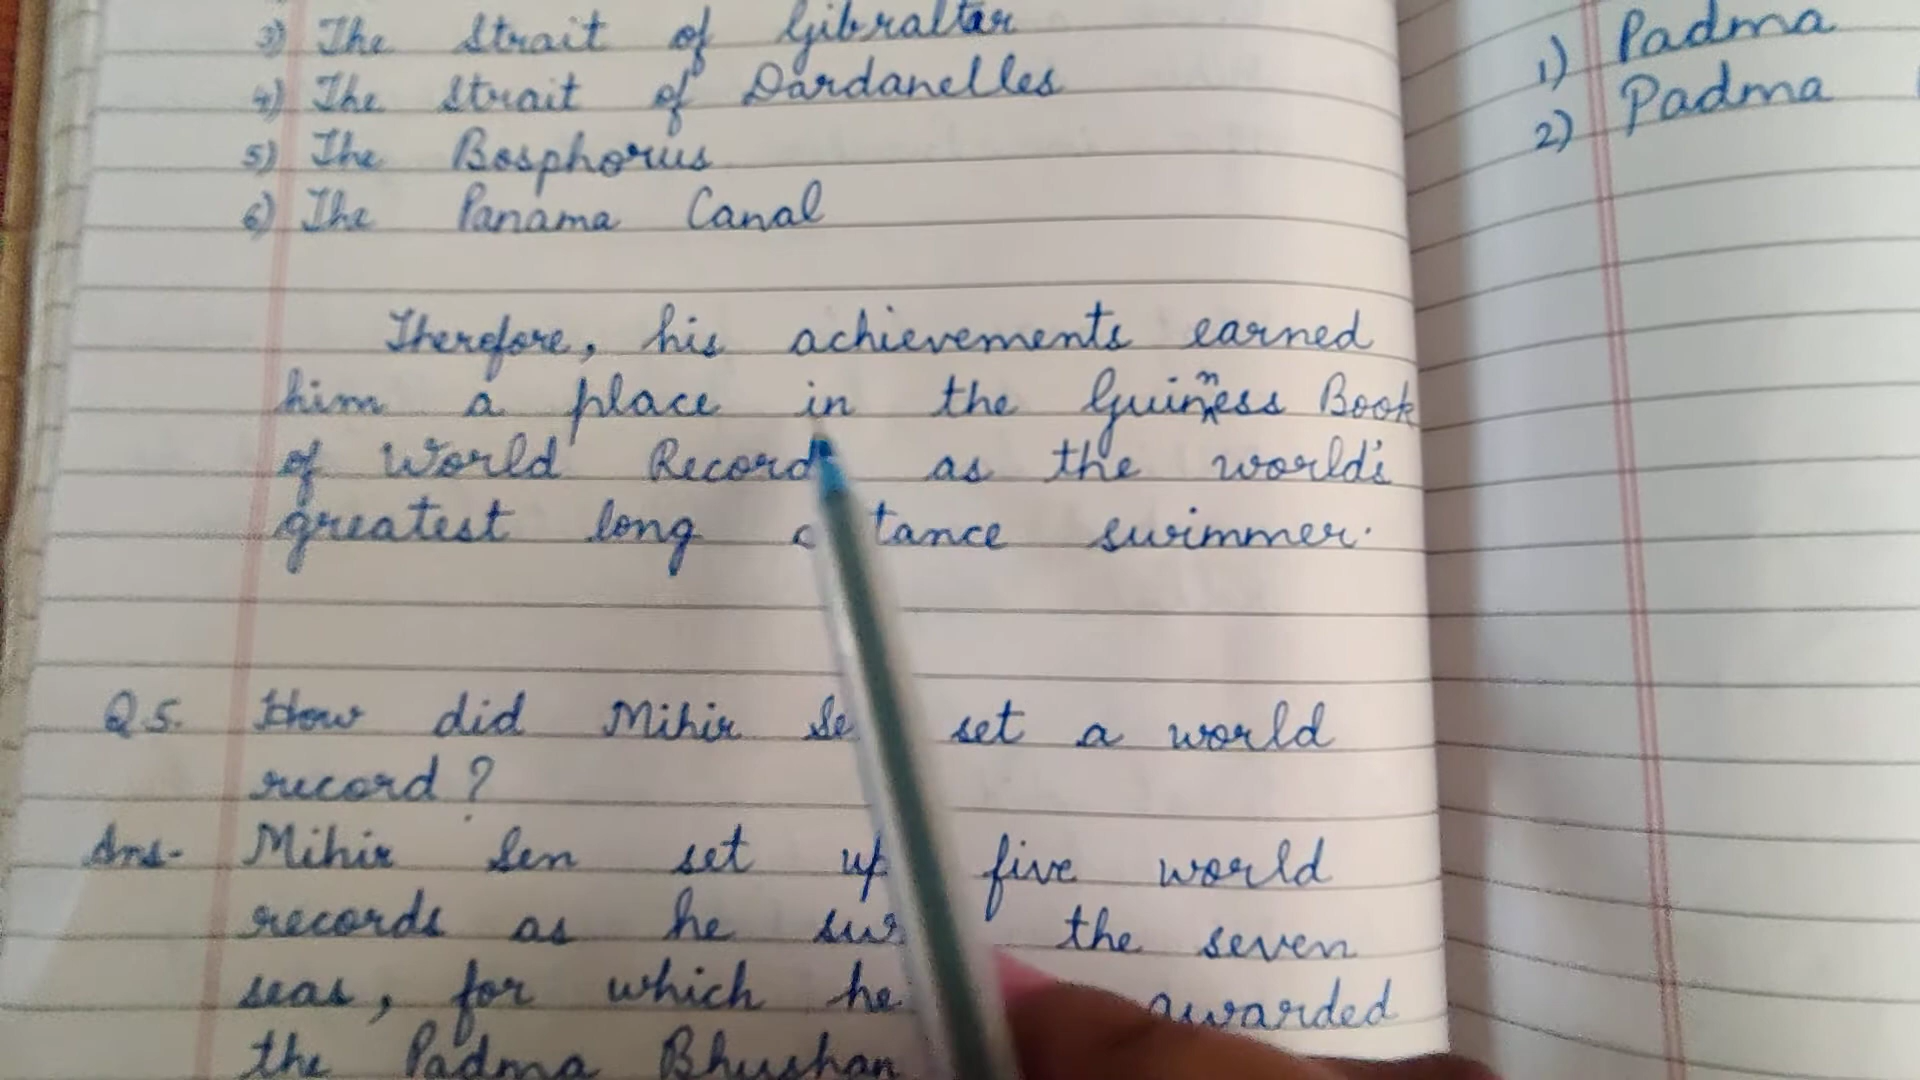 3) The Strait of Gibraltar
4) The Strait of Dardanelles
5) The Bosphorus
6) The Panama Canal
Therefore, his achievements earned
him a place in the Guinness Book
of World Record as the world's
greatest long tance swimmer.
Q5. How did Mihir Se set a world
record?
Ans- Mihir Sen set up five world
records as he the seven
seas, for which he awarded
the Padma Bhushan
1) Padma
2) Padma